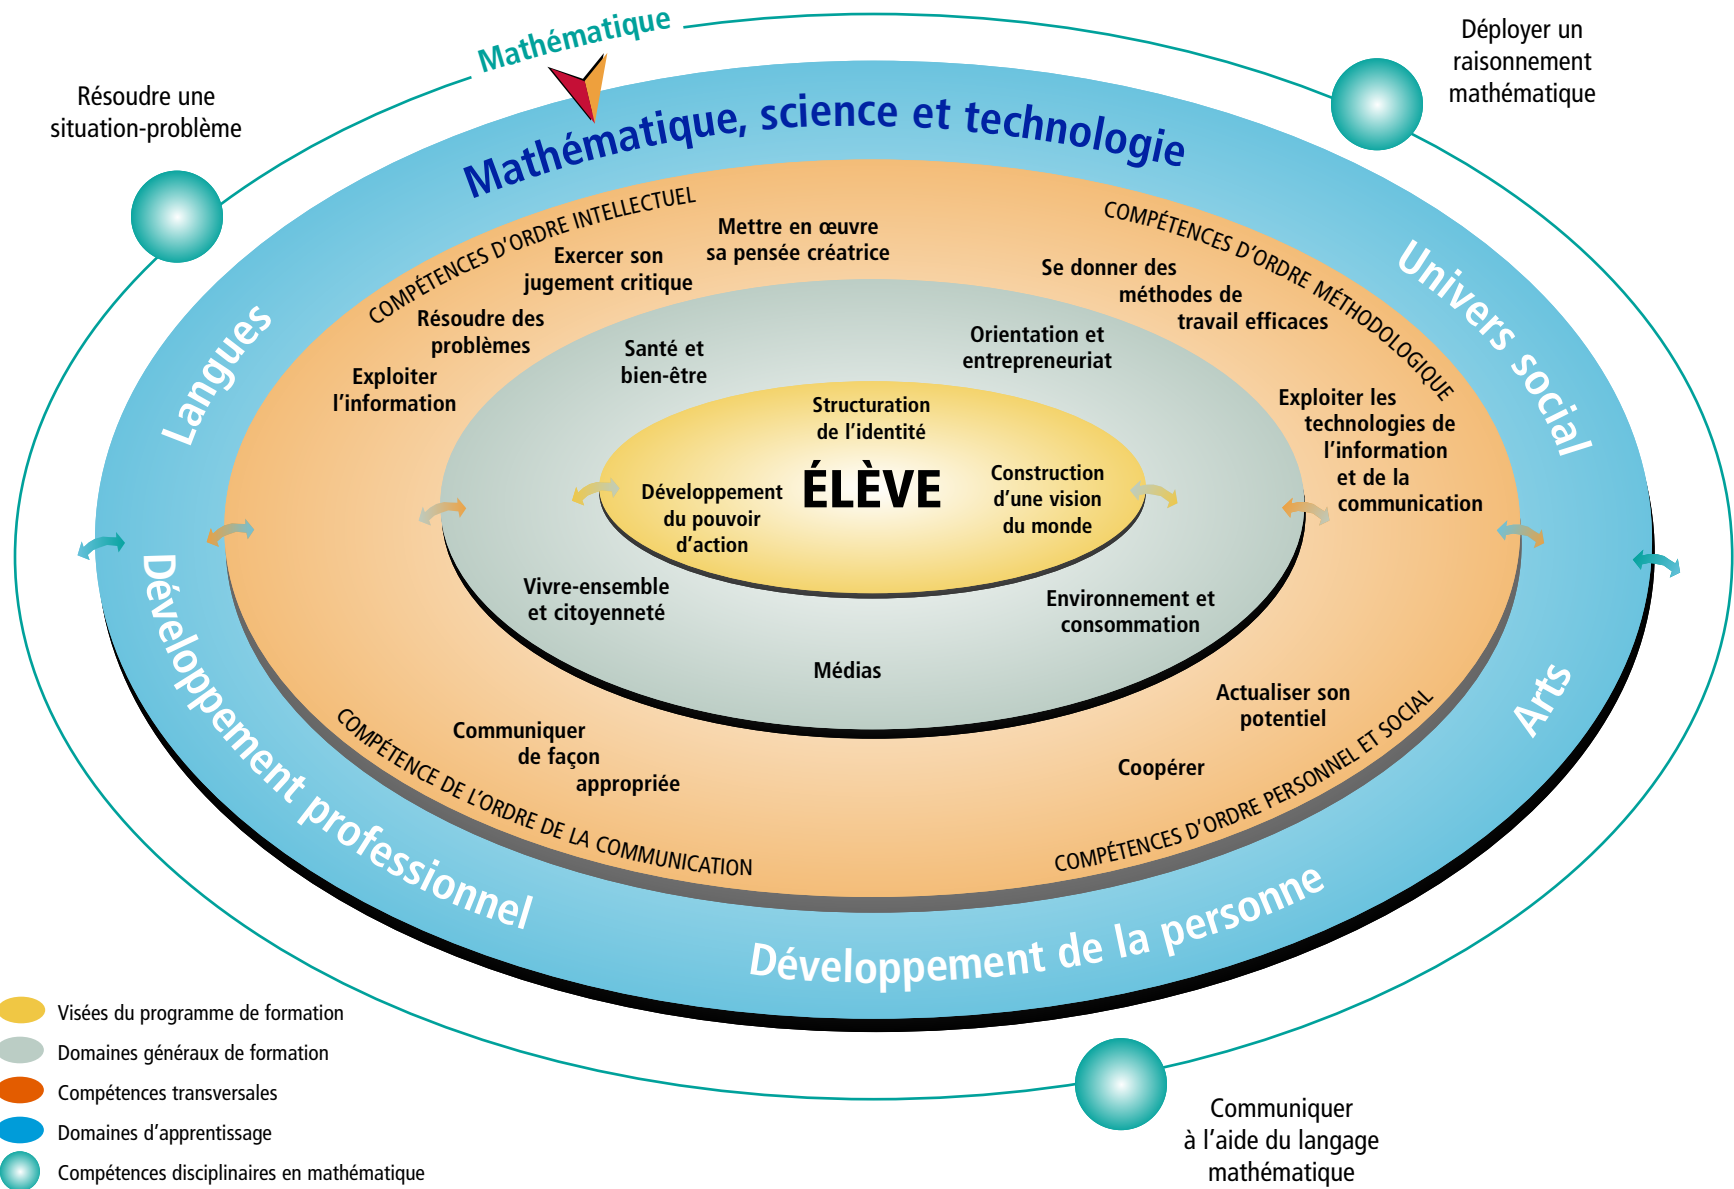 Mathématique
Déployer un
raisonnement
mathématique
Résoudre une
situation-problème
Mathématique, science et technologie
Langues
Univers social
COMPÉTENCES D'ORDRE INTELLECTUEL
Mettre en œuvre
sa pensée créatrice
Exercer son
jugement critique
Résoudre des
problèmes
Exploiter
l'information
COMPÉTENCES D'ORDRE MÉTHODOLOGIQUE
Se donner des
méthodes de
travail efficaces
Exploiter les
technologies de
l'information
et de la
communication
Santé et
bien-être
Orientation et
entrepreneuriat
Structuration
de l'identité
ÉLÈVE
Développement
du pouvoir
d'action
Construction
d'une vision
du monde
Vivre-ensemble
et citoyenneté
Environnement et
consommation
Médias
Communiquer
de façon
appropriée
COMPÉTENCE DE L'ORDRE DE LA COMMUNICATION
Actualiser son
potentiel
Coopérer
COMPÉTENCES D'ORDRE PERSONNEL ET SOCIAL
Arts
Développement professionnel
Développement de la personne
Visées du programme de formation
Domaines généraux de formation
Compétences transversales
Domaines d'apprentissage
Compétences disciplinaires en mathématique
Communiquer
à l'aide du langage
mathématique